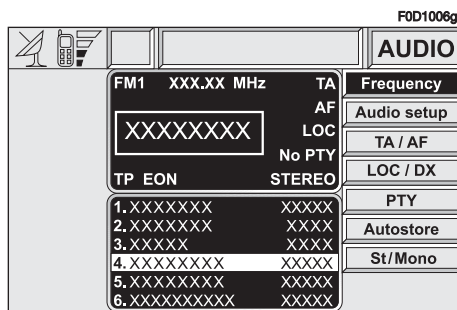 F0D1006g
AUDIO
FM1 XXX.XX MHz TA
AF
XXXXXXXX LOC
No PTY
TP EON STEREO
1. XXXXXXX XXXXX
2. XXXXXXX XXXX
3. XXXXX XXXX
4. XXXXXXXX XXXXX
5. XXXXXXXX XXXXX
6. XXXXXXXXXX XXXXX
Frequency
Audio setup
TA / AF
LOC / DX
PTY
Autostore
St/Mono